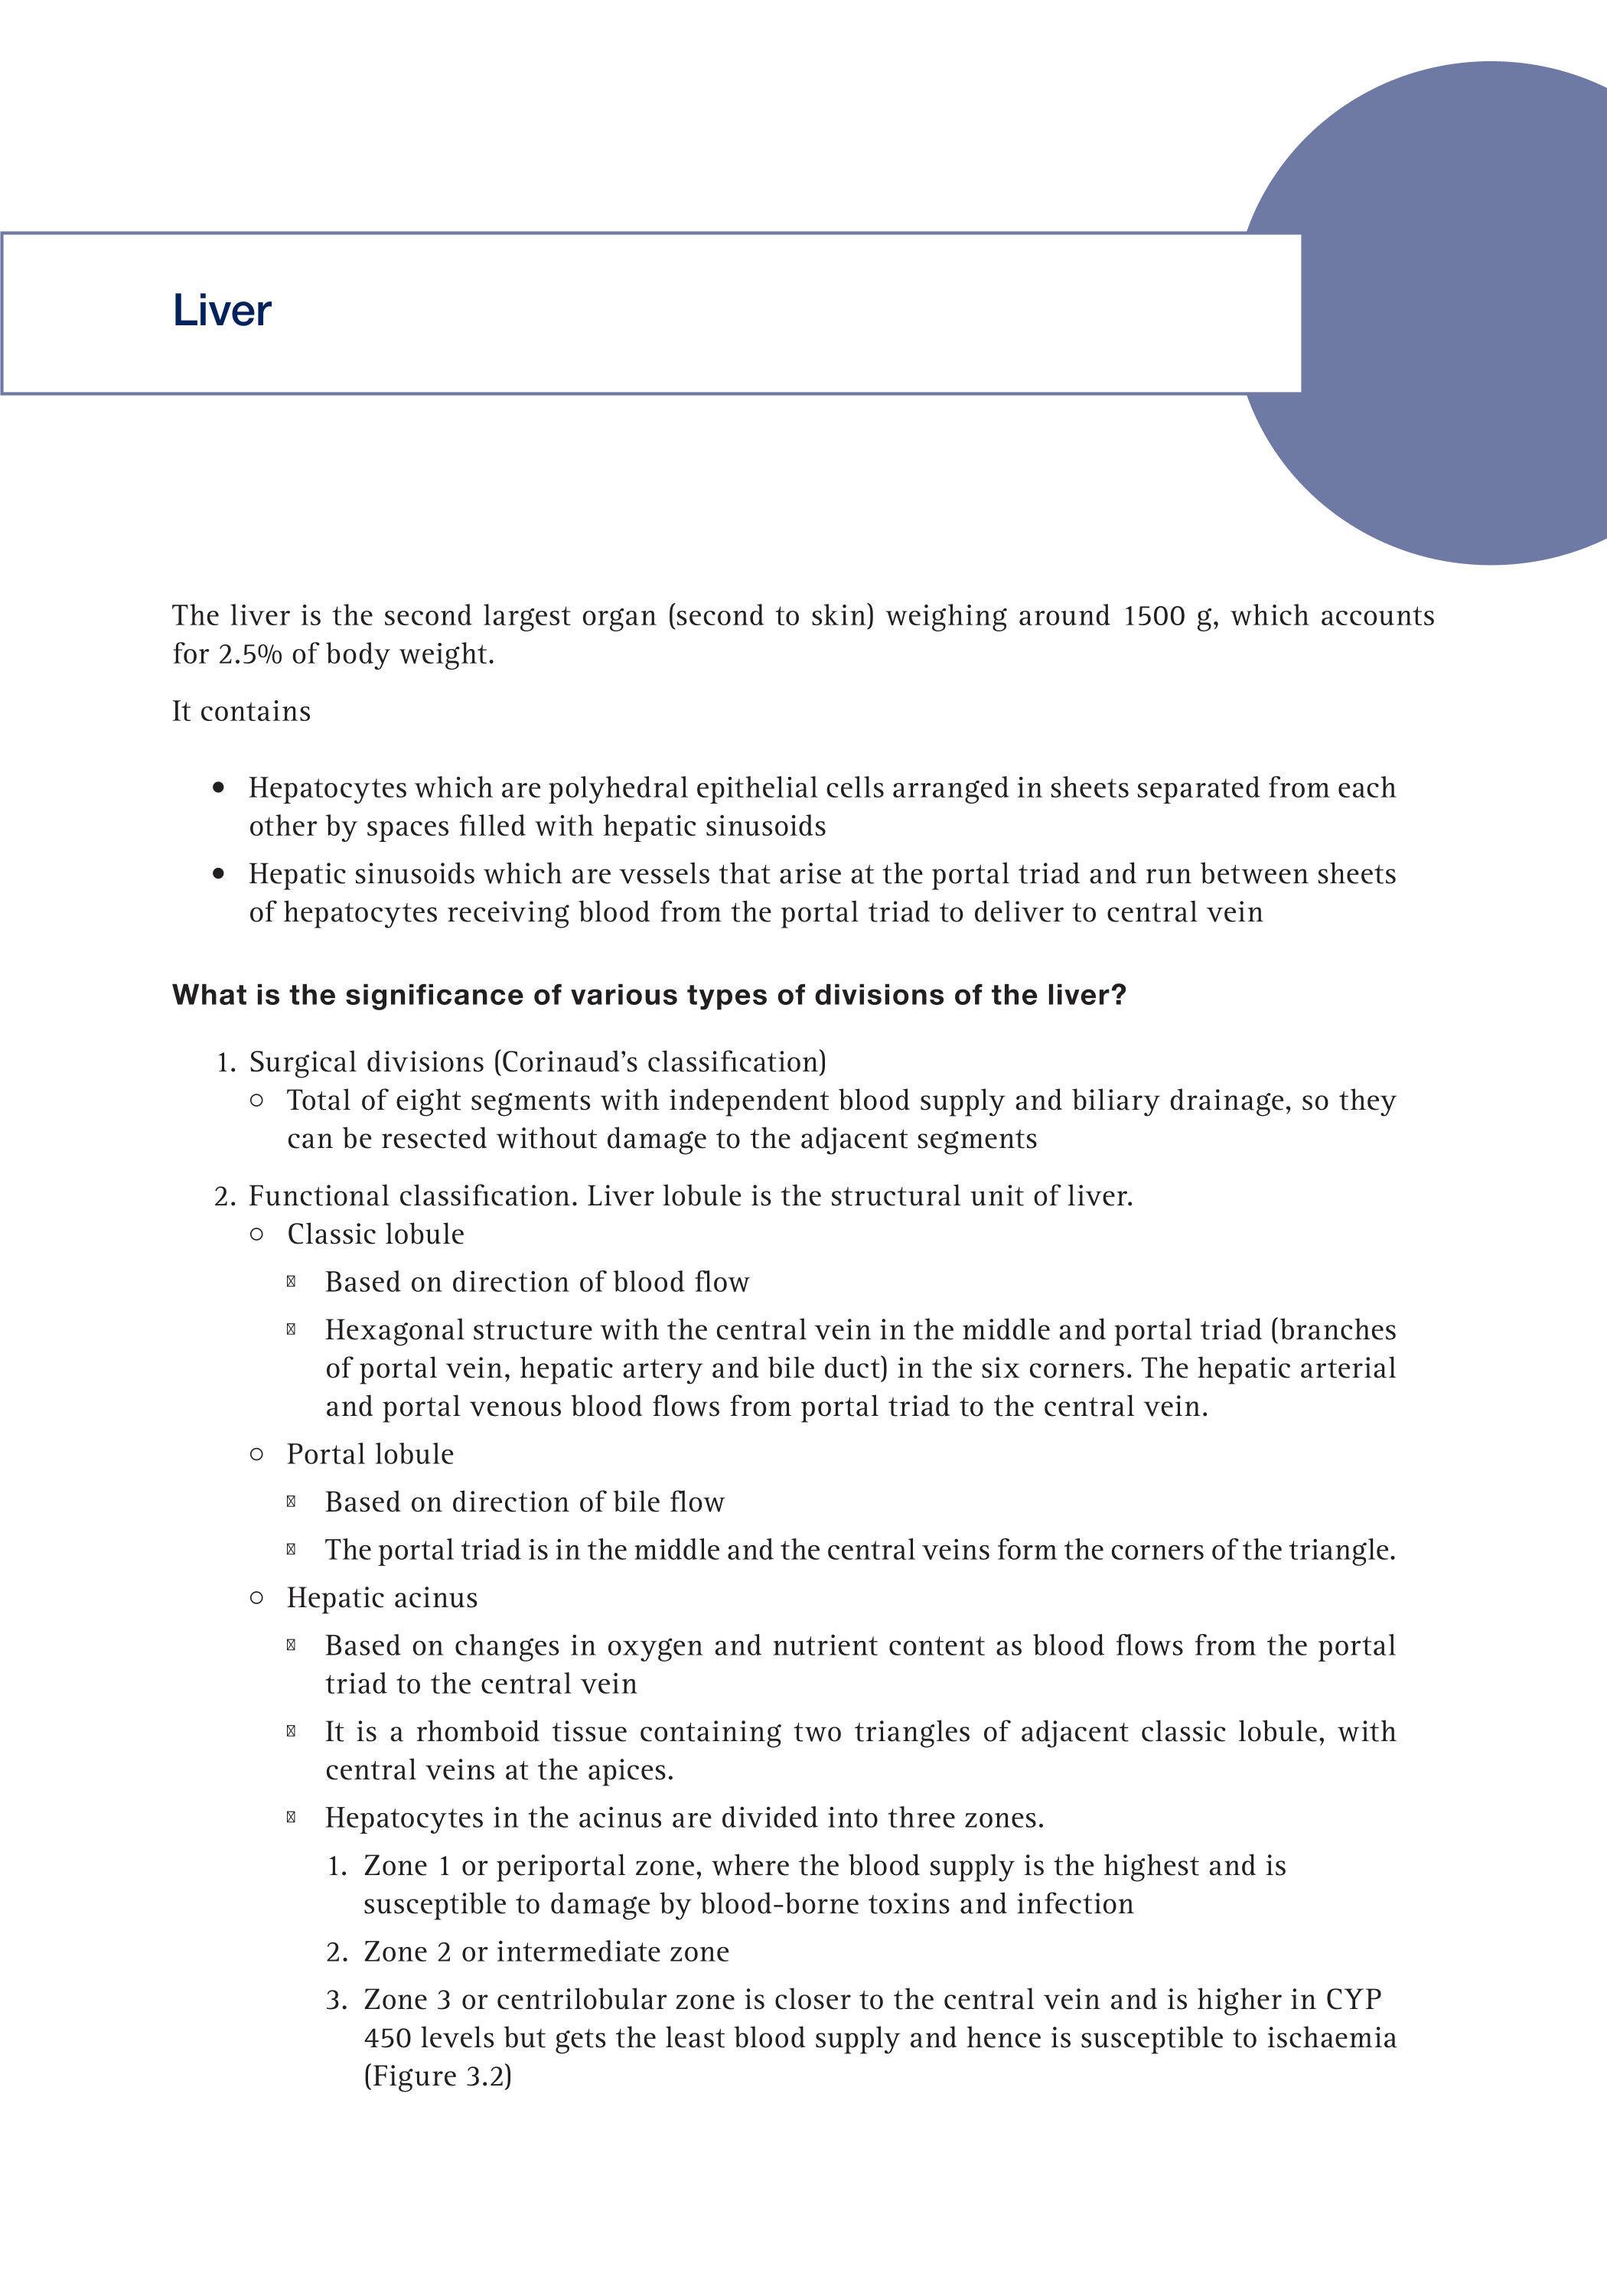 Liver
The liver is the second largest organ (second to skin) weighing around 1500 g, which accounts
for 2.5% of body weight.
It contains
• Hepatocytes which are polyhedral epithelial cells arranged in sheets separated from each
other by spaces filled with hepatic sinusoids
• Hepatic sinusoids which are vessels that arise at the portal triad and run between sheets
of hepatocytes receiving blood from the portal triad to deliver to central vein
What is the significance of various types of divisions of the liver?
1. Surgical divisions (Corinaud’s classification)
○ Total of eight segments with independent blood supply and biliary drainage, so they
can be resected without damage to the adjacent segments
2. Functional classification. Liver lobule is the structural unit of liver.
○ Classic lobule
Based on direction of blood flow
Hexagonal structure with the central vein in the middle and portal triad (branches
of portal vein, hepatic artery and bile duct) in the six corners. The hepatic arterial
and portal venous blood flows from portal triad to the central vein.
○ Portal lobule
Based on direction of bile flow
The portal triad is in the middle and the central veins form the corners of the triangle.
○ Hepatic acinus
Based on changes in oxygen and nutrient content as blood flows from the portal
triad to the central vein
It is a rhomboid tissue containing two triangles of adjacent classic lobule, with
central veins at the apices.
Hepatocytes in the acinus are divided into three zones.
1. Zone 1 or periportal zone, where the blood supply is the highest and is
susceptible to damage by blood-borne toxins and infection
2. Zone 2 or intermediate zone
3. Zone 3 or centrilobular zone is closer to the central vein and is higher in CYP
450 levels but gets the least blood supply and hence is susceptible to ischaemia
(Figure 3.2)